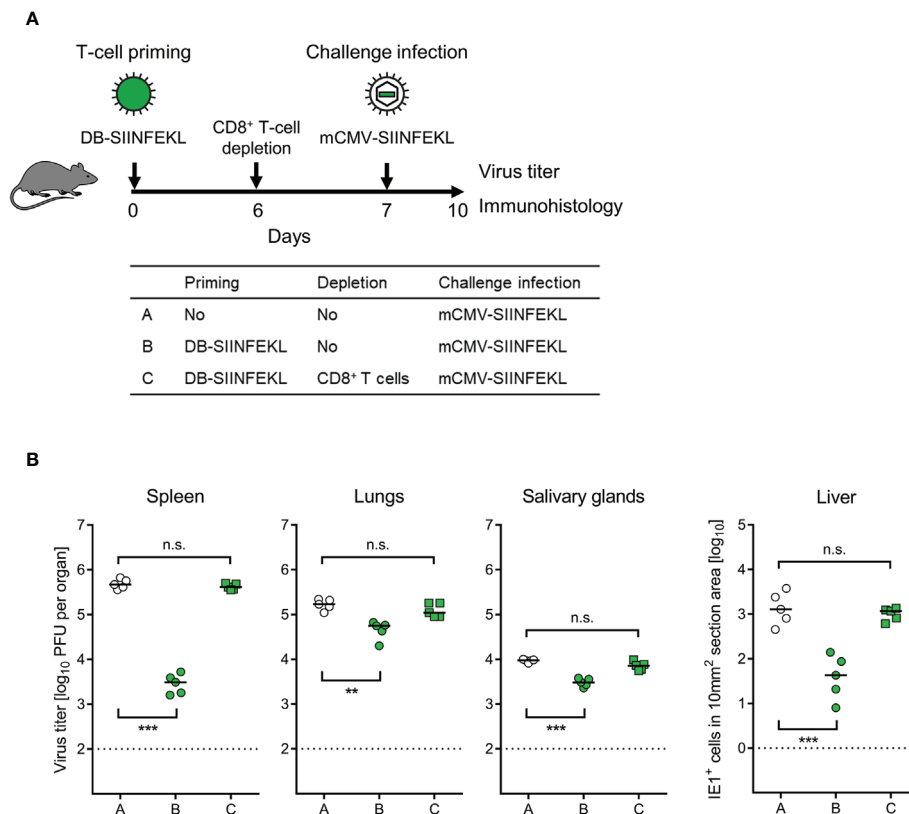 A
T-cell priming
Challenge infection
DB-SIINFEKL
CD8⁺ T-cell
depletion
mCMV-SIINFEKL
Virus titer
Immunohistology
0
6
7
10
Days
Priming Depletion Challenge infection
A No No mCMV-SIINFEKL
B DB-SIINFEKL No mCMV-SIINFEKL
C DB-SIINFEKL CD8⁺ T cells mCMV-SIINFEKL
B
Spleen
Virus titer [log₁₀ PFU per organ]
7
6
5
4
3
2
n.s.
***
A B C
Lungs
7
6
5
4
3
2
n.s.
**
A B C
Salivary glands
7
6
5
4
3
2
n.s.
***
A B C
Liver
IE1⁺ cells in 10mm² section area [log₁₀]
5
4
3
2
1
0
n.s.
***
A B C